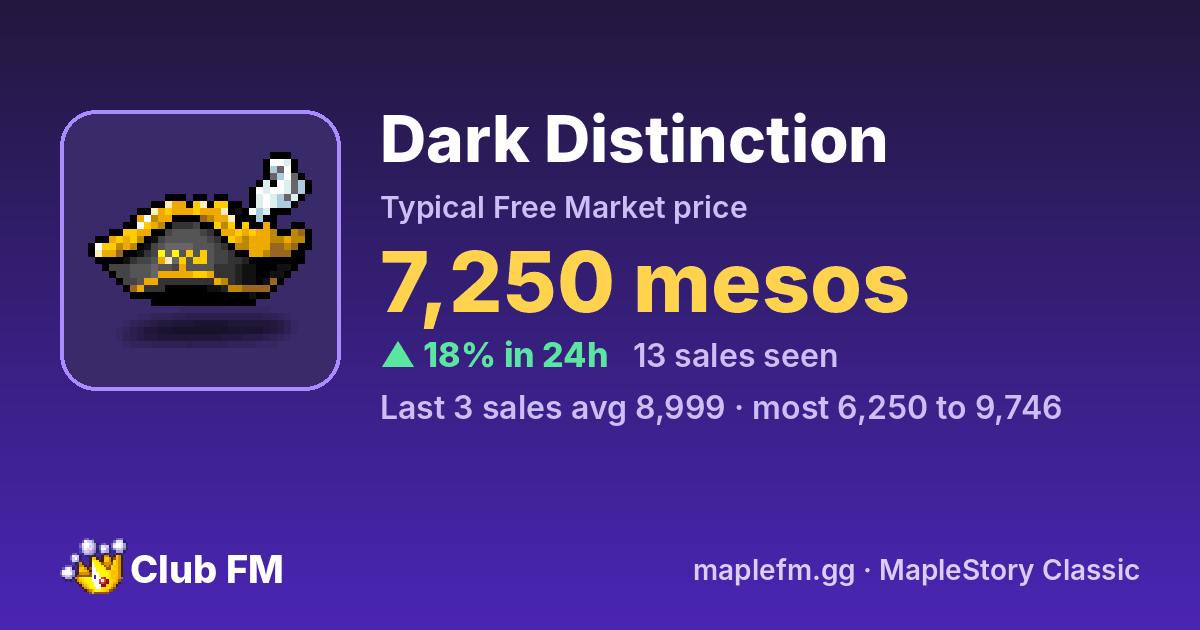 Dark Distinction
Typical Free Market price
7,250 mesos
▲ 18% in 24h 13 sales seen
Last 3 sales avg 8,999 · most 6,250 to 9,746
Club FM
maplefm.gg · MapleStory Classic